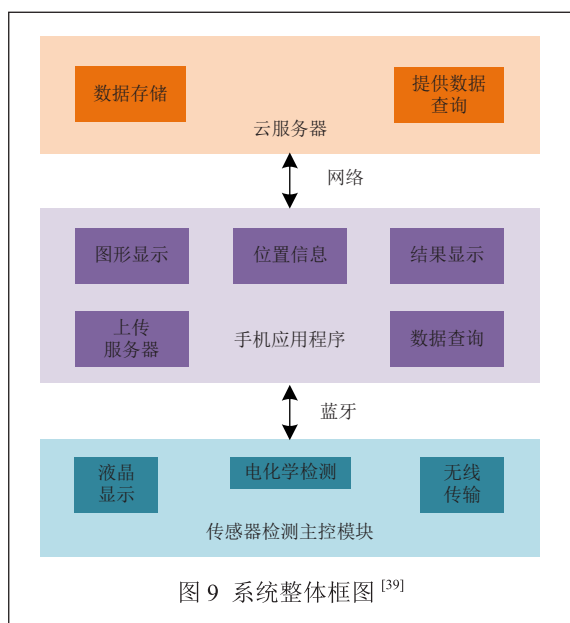 数据存储
提供数据
查询
云服务器
网络
图形显示
位置信息
结果显示
上传
服务器
手机应用程序
数据查询
蓝牙
液晶
显示
电化学检测
无线
传输
传感器检测主控模块
图 9 系统整体框图 [39]